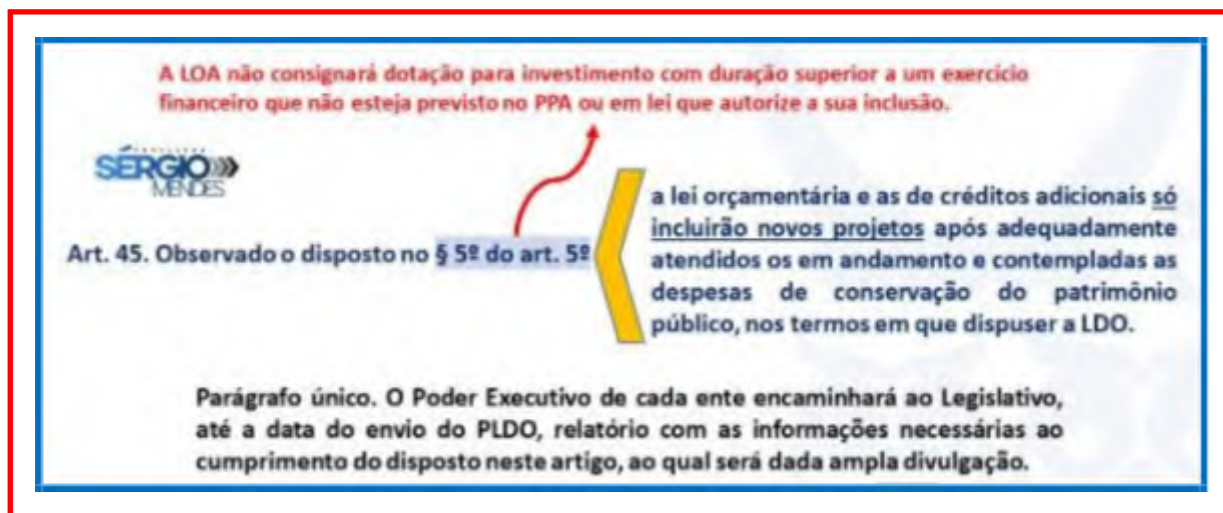 A LOA não consignará dotação para investimento com duração superior a um exercício
financeiro que não esteja previsto no PPA ou em lei que autorize a sua inclusão.
PROFESSOR
SÉRGIO
MENDES
Art. 45. Observado o disposto no § 5º do art. 5º
a lei orçamentária e as de créditos adicionais só
incluirão novos projetos após adequadamente
atendidos os em andamento e contempladas as
despesas de conservação do patrimônio
público, nos termos em que dispuser a LDO.
Parágrafo único. O Poder Executivo de cada ente encaminhará ao Legislativo,
até a data do envio do PLDO, relatório com as informações necessárias ao
cumprimento do disposto neste artigo, ao qual será dada ampla divulgação.